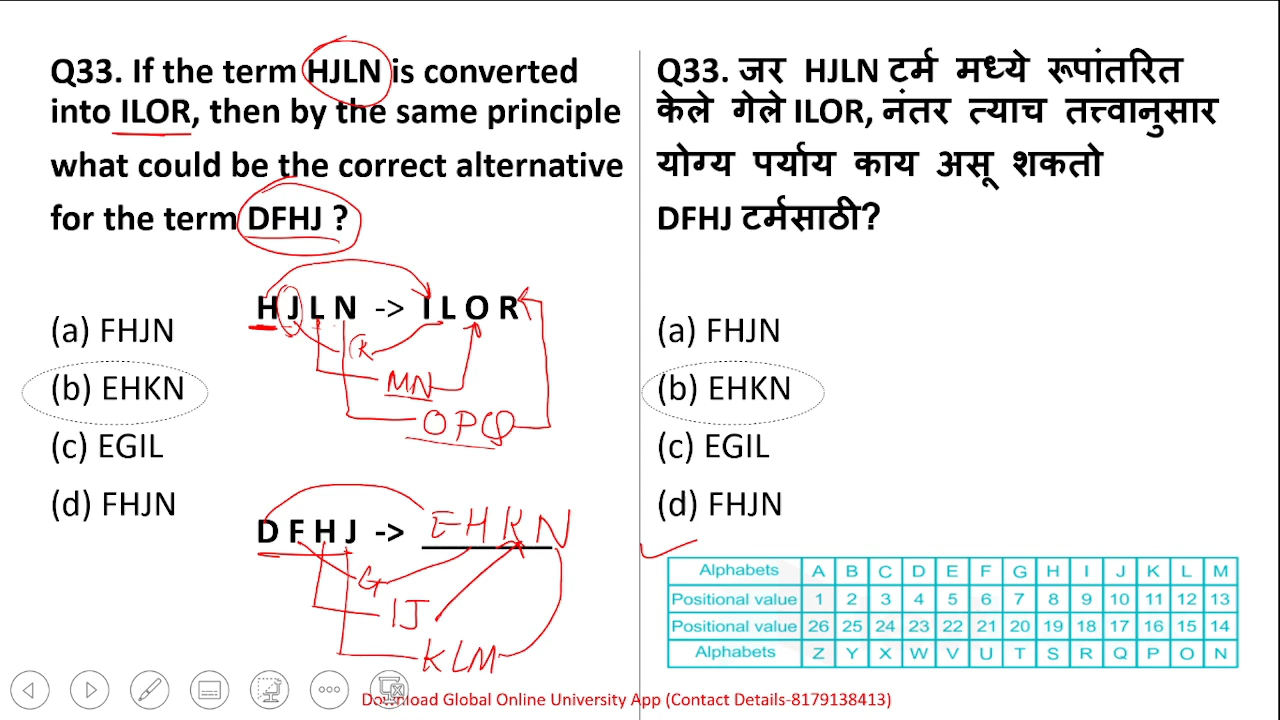 Q33. If the term HJLN is converted
into ILOR, then by the same principle
what could be the correct alternative
for the term DFHJ ?
H J L N -> I L O R
(a) FHJN
K
(b) EHKN
MN
OPQ
(c) EGIL
(d) FHJN
D F H J -> EHKN
G
IJ
KLM
Q33. जर HJLN टर्म मध्ये रूपांतरित
केले गेले ILOR, नंतर त्याच तत्त्वानुसार
योग्य पर्याय काय असू शकतो
DFHJ टर्मसाठी?
(a) FHJN
(b) EHKN
(c) EGIL
(d) FHJN
Alphabets A B C D E F G H I J K L M
Positional value 1 2 3 4 5 6 7 8 9 10 11 12 13
Positional value 26 25 24 23 22 21 20 19 18 17 16 15 14
Alphabets Z Y X W V U T S R Q P O N
Download Global Online University App (Contact Details-8179138413)